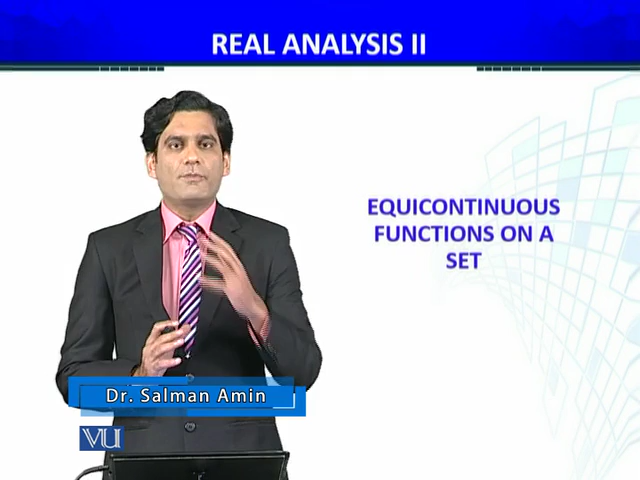 REAL ANALYSIS II
EQUICONTINUOUS
FUNCTIONS ON A
SET
Dr. Salman Amin
VU